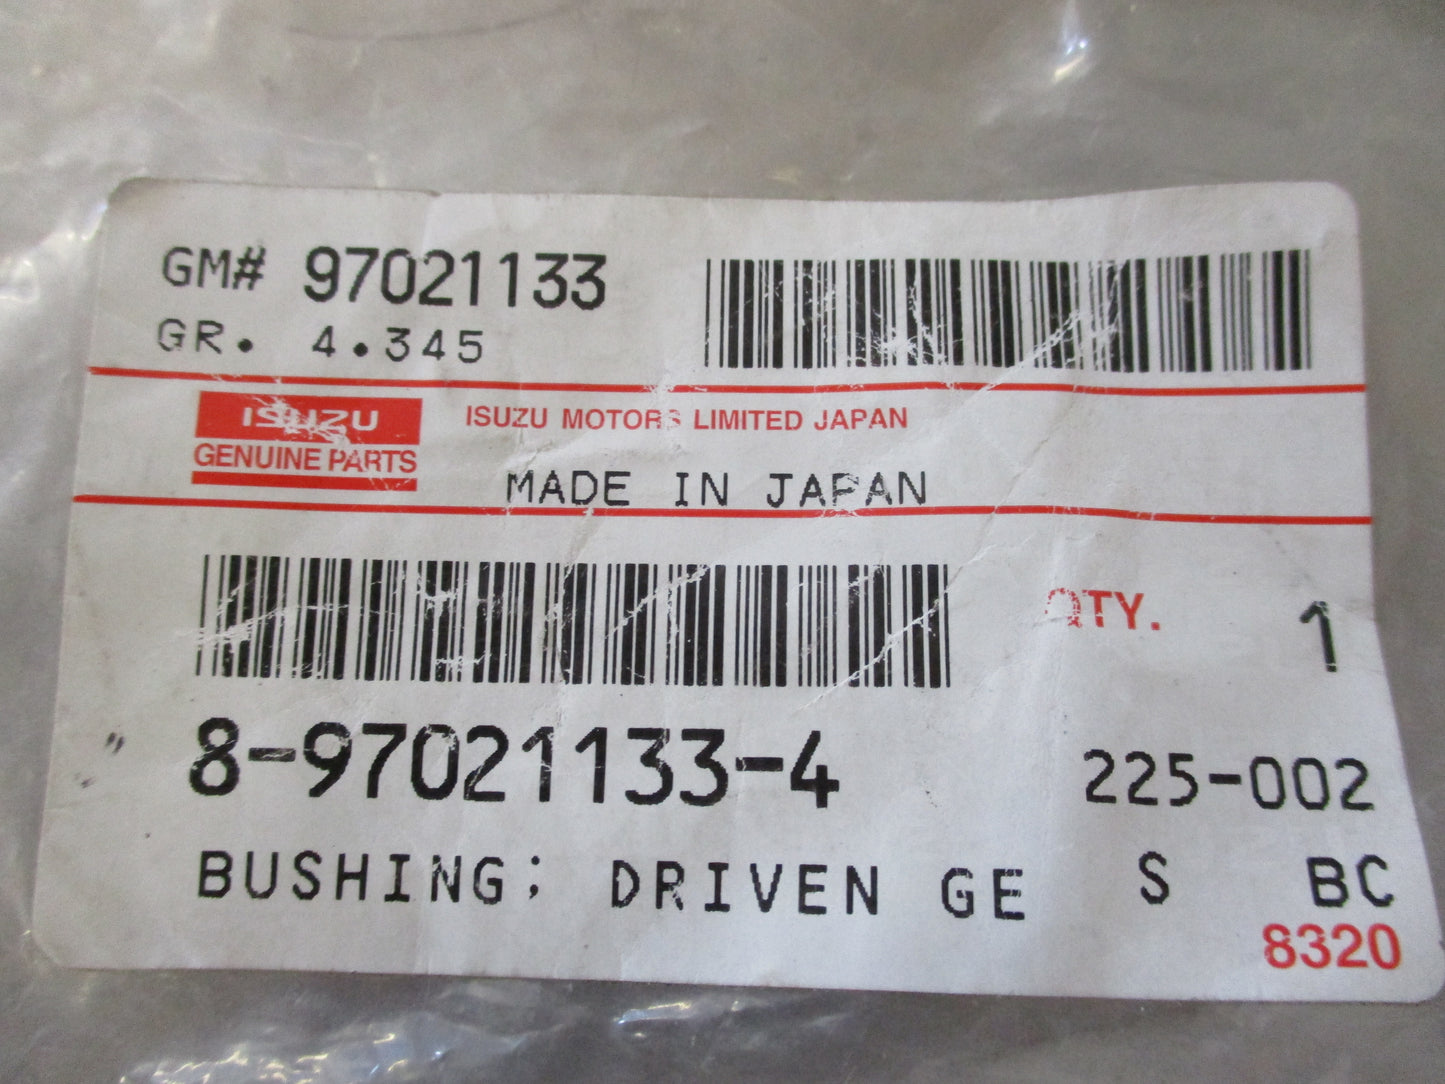 GM# 97021133
GR. 4.345
ISUZU
GENUINE PARTS
ISUZU MOTORS LIMITED JAPAN
MADE IN JAPAN
QTY. 1
8-97021133-4 225-002
BUSHING; DRIVEN GE S BC
8320